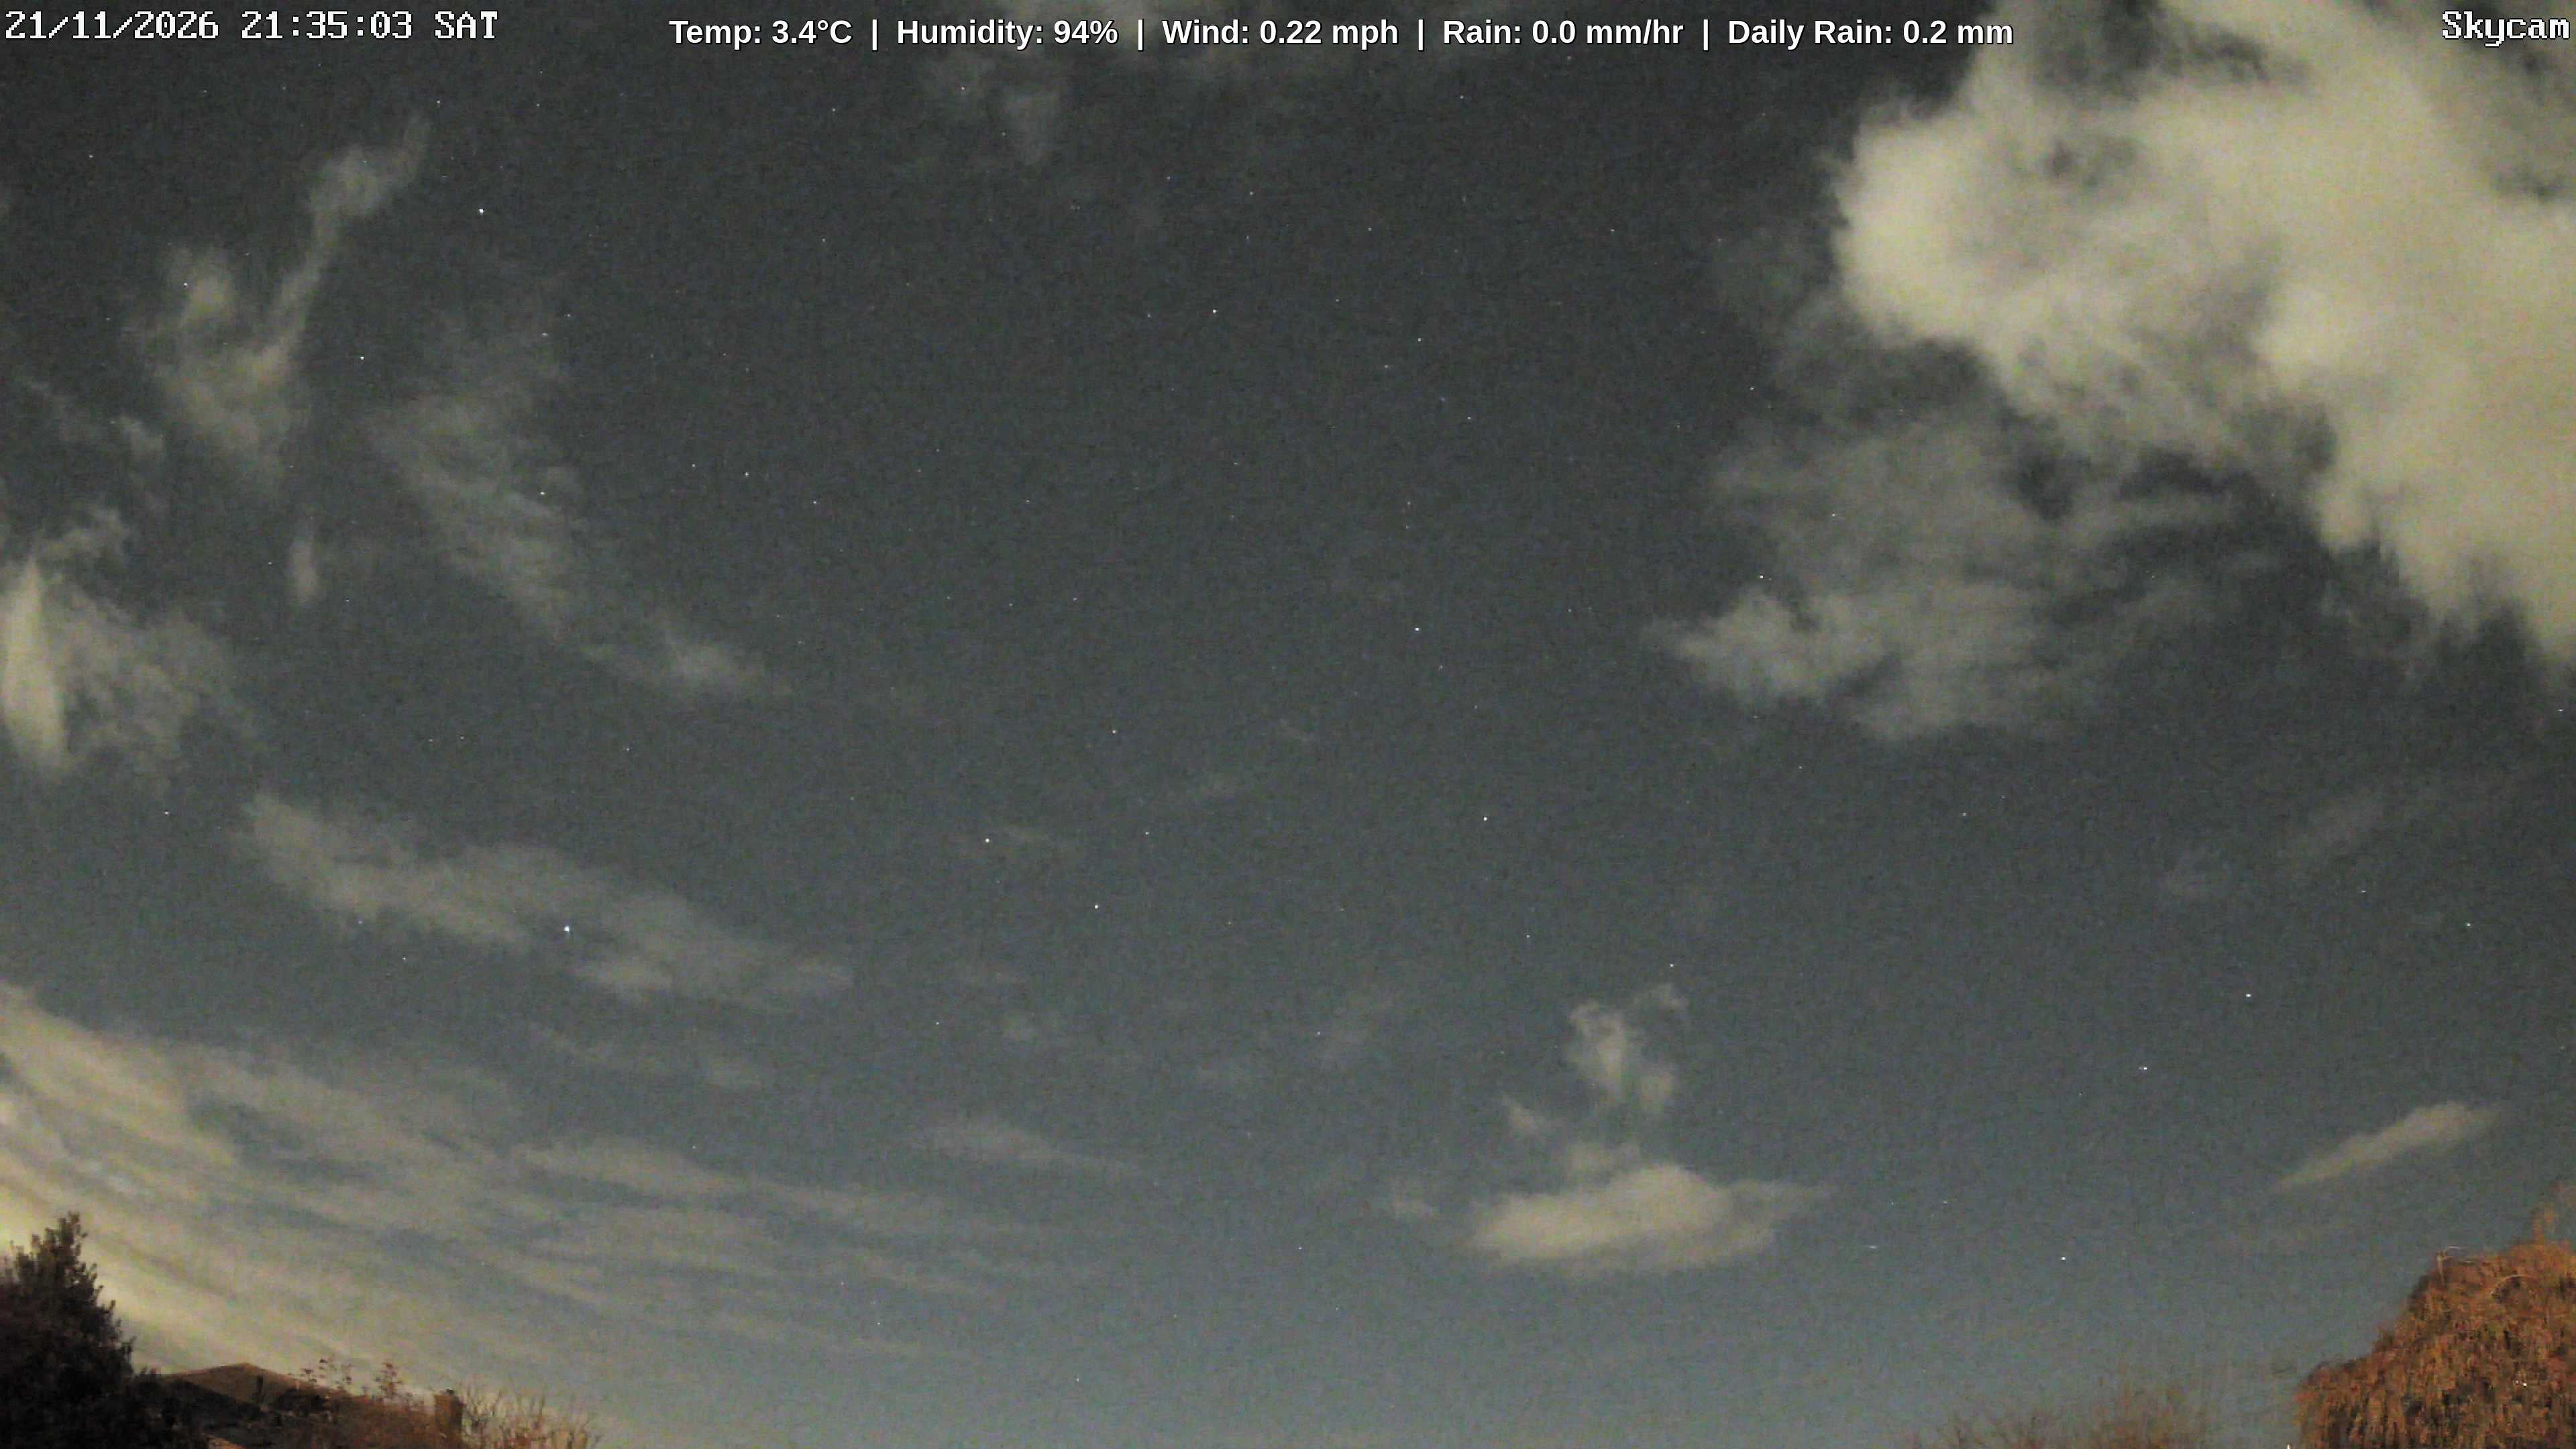 21/11/2026 21:35:03 SAT
Temp: 3.4°C | Humidity: 94% | Wind: 0.22 mph | Rain: 0.0 mm/hr | Daily Rain: 0.2 mm
Skycam